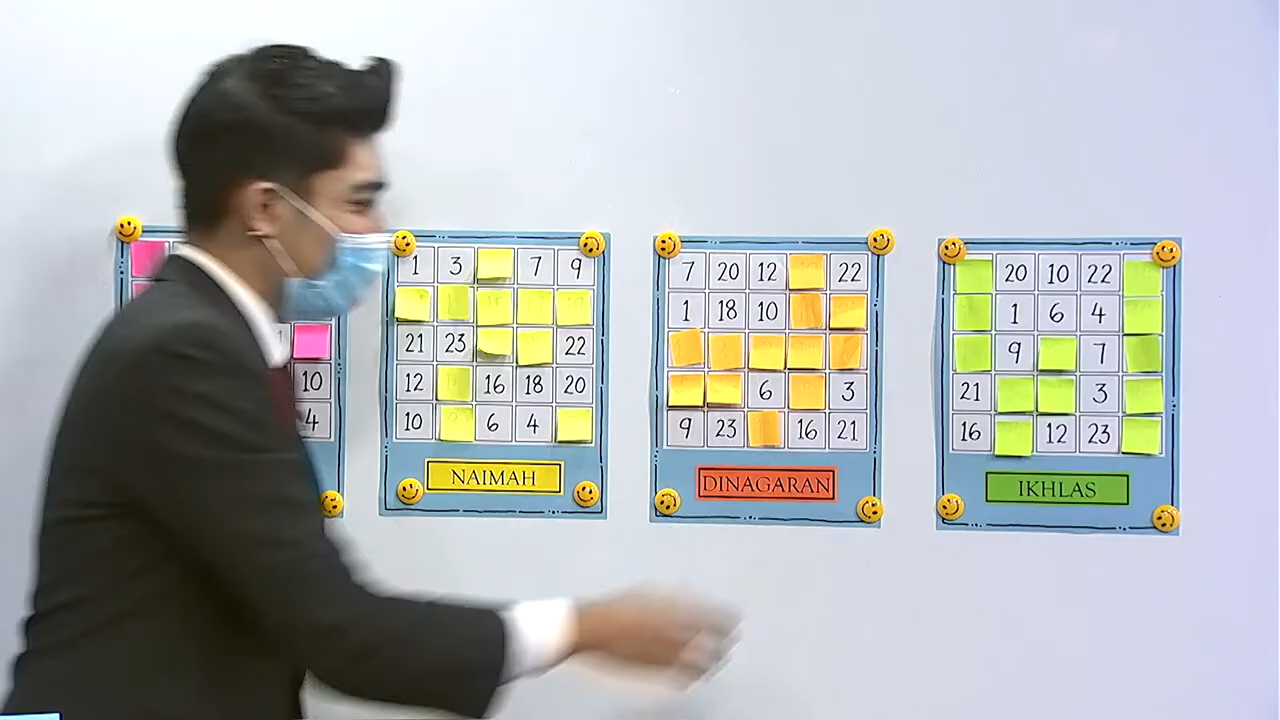 10
4
1 3 7 9
21 23 22
12 16 18 20
10 6 4
NAIMAH
7 20 12 22
1 18 10
6 3
9 23 16 21
DINAGARAN
20 10 22
1 6 4
9 7
21 3
16 12 23
IKHLAS